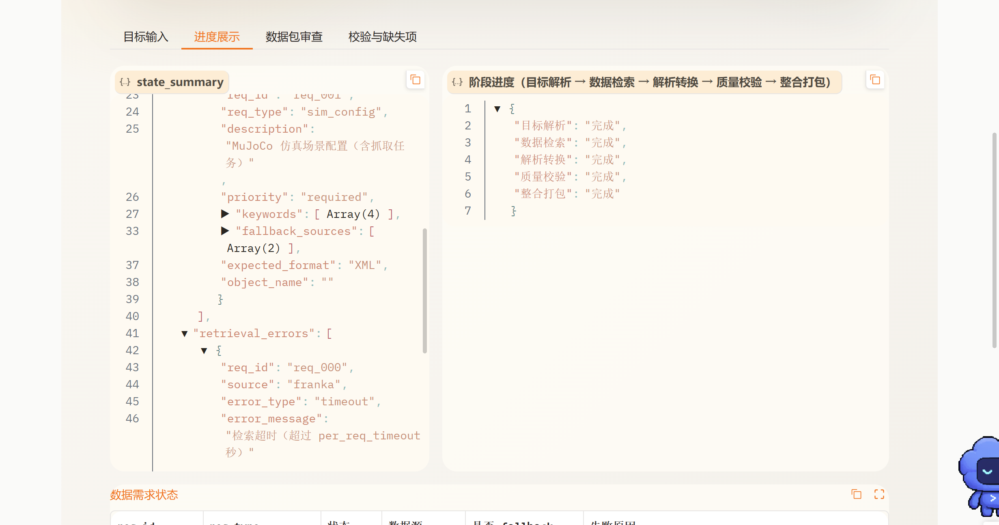 目标输入 进度展示 数据包审查 校验与缺失项
{...} state_summary
23 "req_id": "req_001",
24 "req_type": "sim_config",
25 "description":
"MuJoCo 仿真场景配置（含抓取任
务）"
,
26 "priority": "required",
27 ▶ "keywords": [ Array(4) ],
33 ▶ "fallback_sources": [
Array(2) ],
37 "expected_format": "XML",
38 "object_name": ""
39 }
40 ],
41 ▼ "retrieval_errors": [
42 ▼ {
43 "req_id": "req_000",
44 "source": "franka",
45 "error_type": "timeout",
46 "error_message":
"检索超时（超过 per_req_timeout
秒）"
{...} 阶段进度（目标解析 → 数据检索 → 解析转换 → 质量校验 → 整合打包）
1 ▼ {
2 "目标解析": "完成",
3 "数据检索": "完成",
4 "解析转换": "完成",
5 "质量校验": "完成",
6 "整合打包": "完成"
7 }
数据需求状态
req_id req_type 状态 数据源 是否 fallback 失败原因